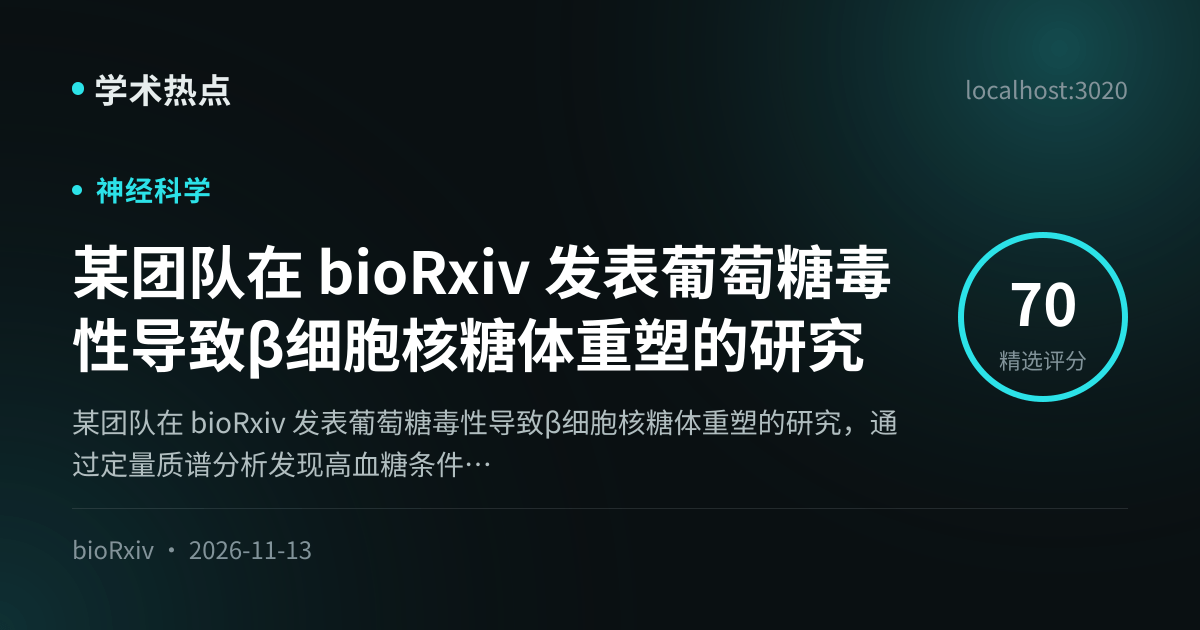 学术热点
localhost:3020
神经科学
某团队在 bioRxiv 发表葡萄糖毒
性导致β细胞核糖体重塑的研究
70
精选评分
某团队在 bioRxiv 发表葡萄糖毒性导致β细胞核糖体重塑的研究，通
过定量质谱分析发现高血糖条件…
bioRxiv · 2026-11-13